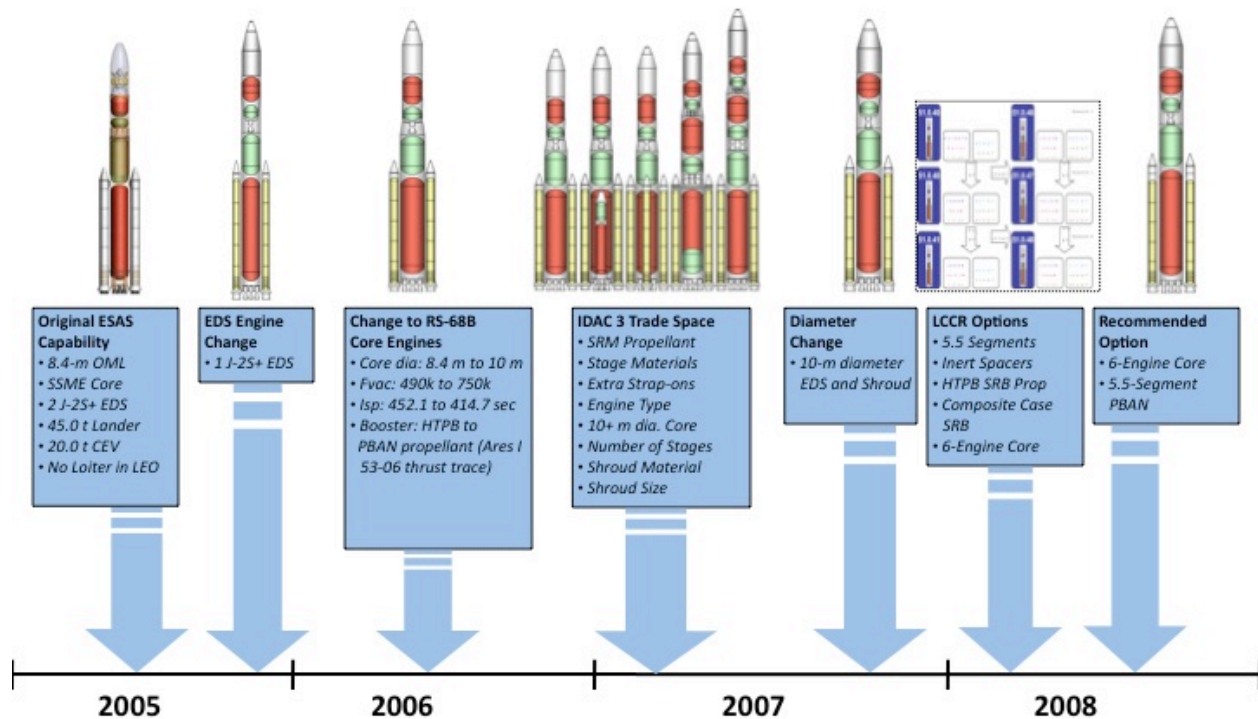 Original ESAS
Capability
• 8.4-m OML
• SSME Core
• 2 J-2S+ EDS
• 45.0 t Lander
• 20.0 t CEV
• No Loiter in LEO
EDS Engine
Change
• 1 J-2S+ EDS
Change to RS-68B
Core Engines
• Core dia: 8.4 m to 10 m
• Fvac: 490k to 750k
• Isp: 452.1 to 414.7 sec
• Booster: HTPB to
PBAN propellant (Ares I
53-06 thrust trace)
IDAC 3 Trade Space
• SRM Propellant
• Stage Materials
• Extra Strap-ons
• Engine Type
• 10+ m dia. Core
• Number of Stages
• Shroud Material
• Shroud Size
Diameter
Change
• 10-m diameter
EDS and Shroud
LCCR Options
• 5.5 Segments
• Inert Spacers
• HTPB SRB Prop
• Composite Case
SRB
• 6-Engine Core
Recommended
Option
• 6-Engine Core
• 5.5-Segment
PBAN
2005
2006
2007
2008